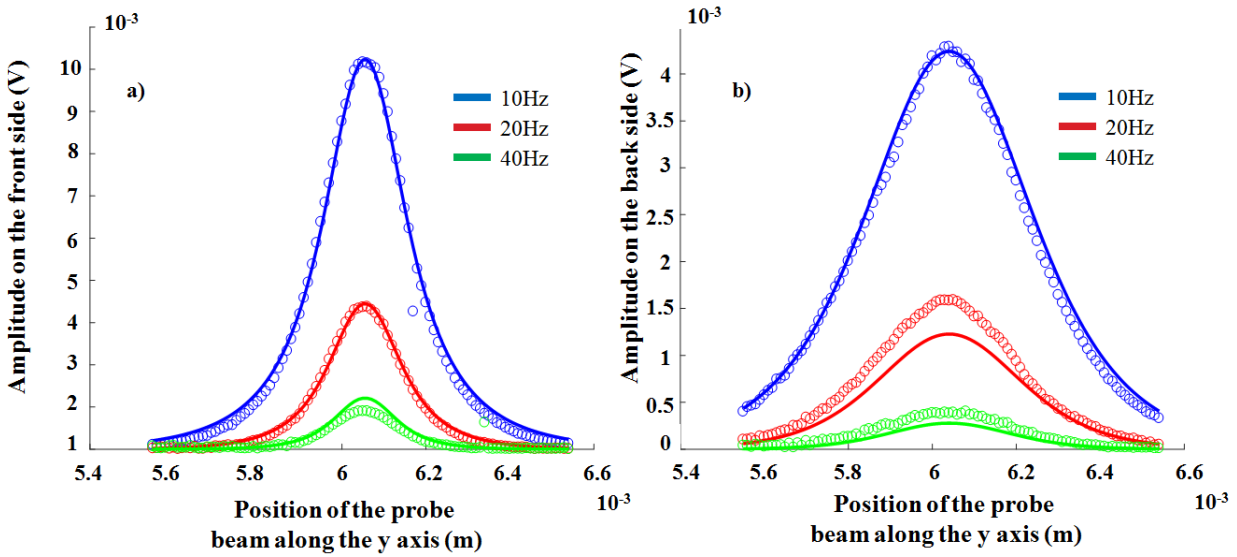 10-3
a)
Amplitude on the front side (V)
10
9
8
7
6
5
4
3
2
1
10Hz
20Hz
40Hz
5.4
5.6
5.8
6
6.2
6.4
6.6
10-3
Position of the probe
beam along the y axis (m)
10-3
b)
Amplitude on the back side (V)
4
3.5
3
2.5
2
1.5
1
0.5
0
10Hz
20Hz
40Hz
5.4
5.6
5.8
6
6.2
6.4
6.6
10-3
Position of the probe
beam along the y axis (m)